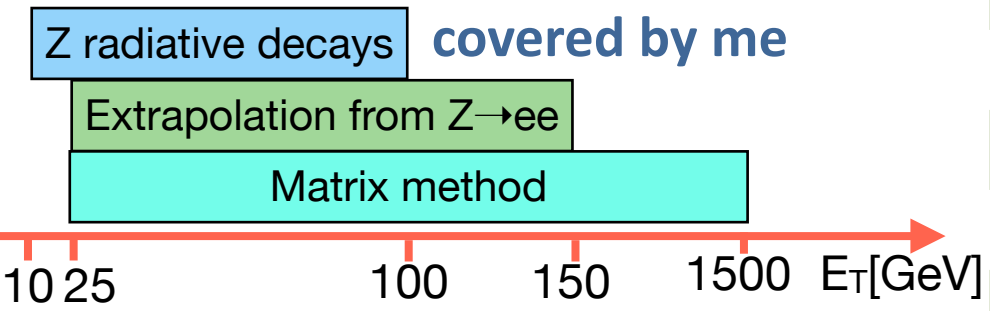 Z radiative decays covered by me
Extrapolation from Z→ee
Matrix method
10 25 100 150 1500 E_T[GeV]